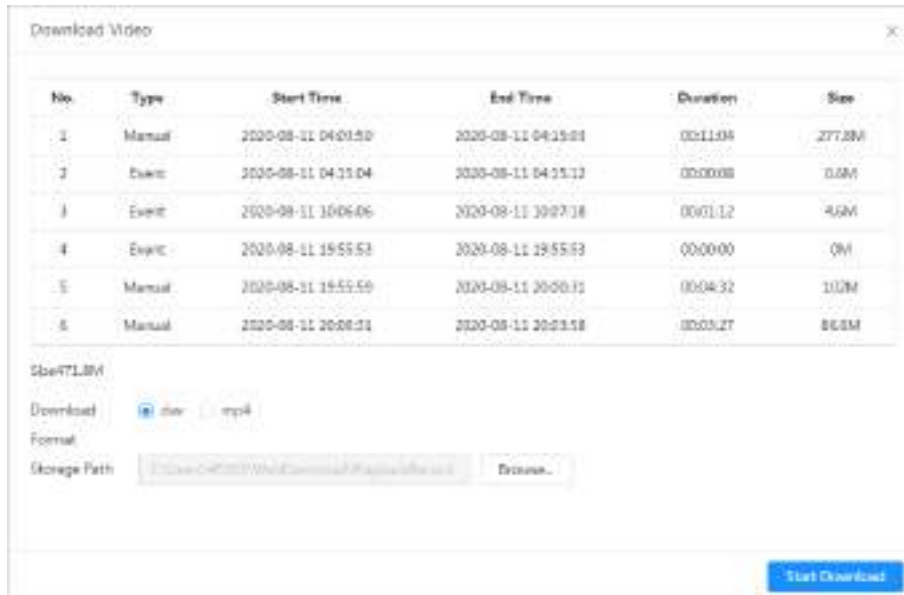 Download Video
No. Type Start Time End Time Duration Size
1 Manual 2020-08-11 04:03:59 2020-08-11 04:15:03 00:11:04 277.8M
2 Event 2020-08-11 04:15:04 2020-08-11 04:15:12 00:00:08 0.6M
3 Event 2020-08-11 10:06:06 2020-08-11 10:07:18 00:01:12 4.6M
4 Event 2020-08-11 19:55:53 2020-08-11 19:55:53 00:00:00 0M
5 Manual 2020-08-11 19:55:59 2020-08-11 20:00:31 00:04:32 102M
6 Manual 2020-08-11 20:00:31 2020-08-11 20:03:58 00:03:27 86.8M
Size471.8M
Download dav mp4
Format
Storage Path Browse...
Start Download